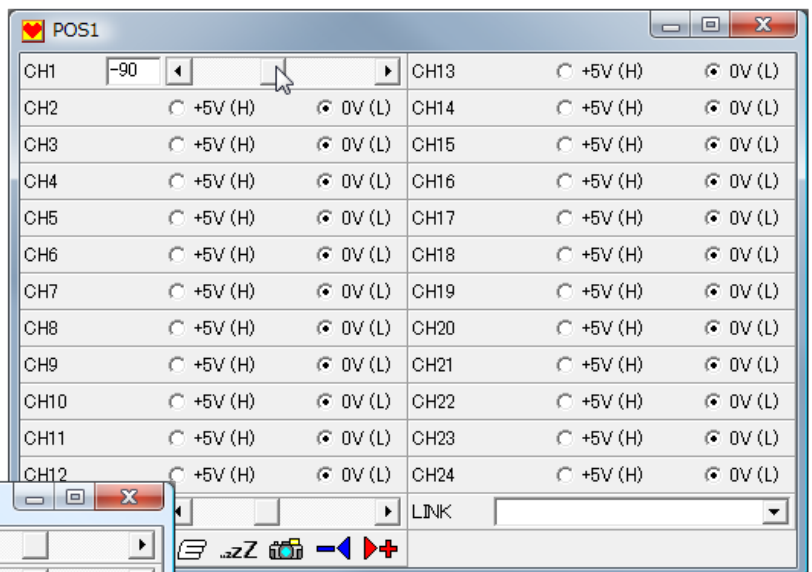 POS1
CH1 -90 CH13 +5V (H) 0V (L)
CH2 +5V (H) 0V (L) CH14 +5V (H) 0V (L)
CH3 +5V (H) 0V (L) CH15 +5V (H) 0V (L)
CH4 +5V (H) 0V (L) CH16 +5V (H) 0V (L)
CH5 +5V (H) 0V (L) CH17 +5V (H) 0V (L)
CH6 +5V (H) 0V (L) CH18 +5V (H) 0V (L)
CH7 +5V (H) 0V (L) CH19 +5V (H) 0V (L)
CH8 +5V (H) 0V (L) CH20 +5V (H) 0V (L)
CH9 +5V (H) 0V (L) CH21 +5V (H) 0V (L)
CH10 +5V (H) 0V (L) CH22 +5V (H) 0V (L)
CH11 +5V (H) 0V (L) CH23 +5V (H) 0V (L)
CH12 +5V (H) 0V (L) CH24 +5V (H) 0V (L)
LINK
..zZ